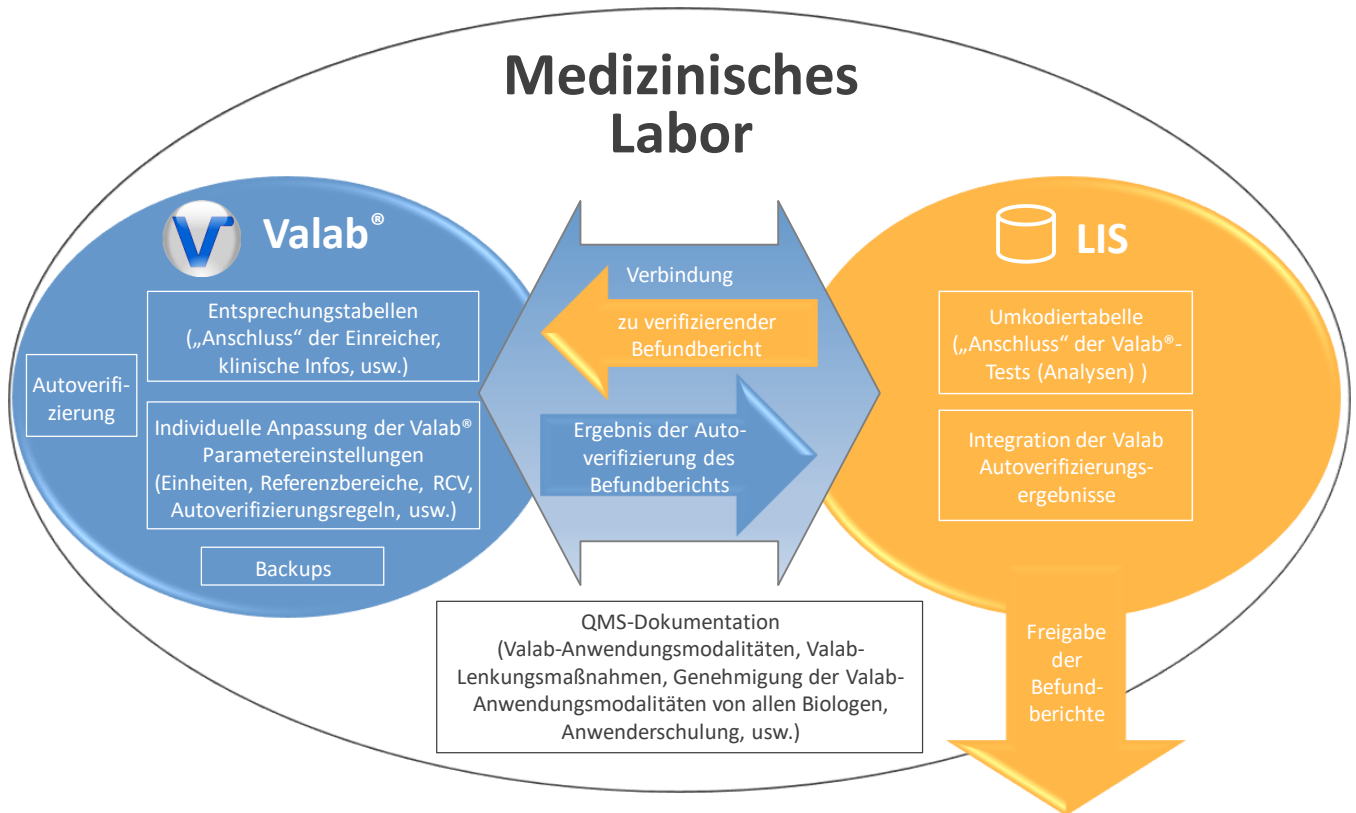 Medizinisches
Labor
Valab®
Entsprechungstabellen
(„Anschluss“ der Einreicher,
klinische Infos, usw.)
Autoverifi-
zierung
Individuelle Anpassung der Valab®
Parametereinstellungen
(Einheiten, Referenzbereiche, RCV,
Autoverifizierungsregeln, usw.)
Backups
Verbindung
zu verifizierender
Befundbericht
Ergebnis der Auto-
verifizierung des
Befundberichts
LIS
Umkodiertabelle
(„Anschluss“ der Valab®-
Tests (Analysen) )
Integration der Valab
Autoverifizierungs-
ergebnisse
QMS-Dokumentation
(Valab-Anwendungsmodalitäten, Valab-
Lenkungsmaßnahmen, Genehmigung der Valab-
Anwendungsmodalitäten von allen Biologen,
Anwenderschulung, usw.)
Freigabe
der
Befund-
berichte